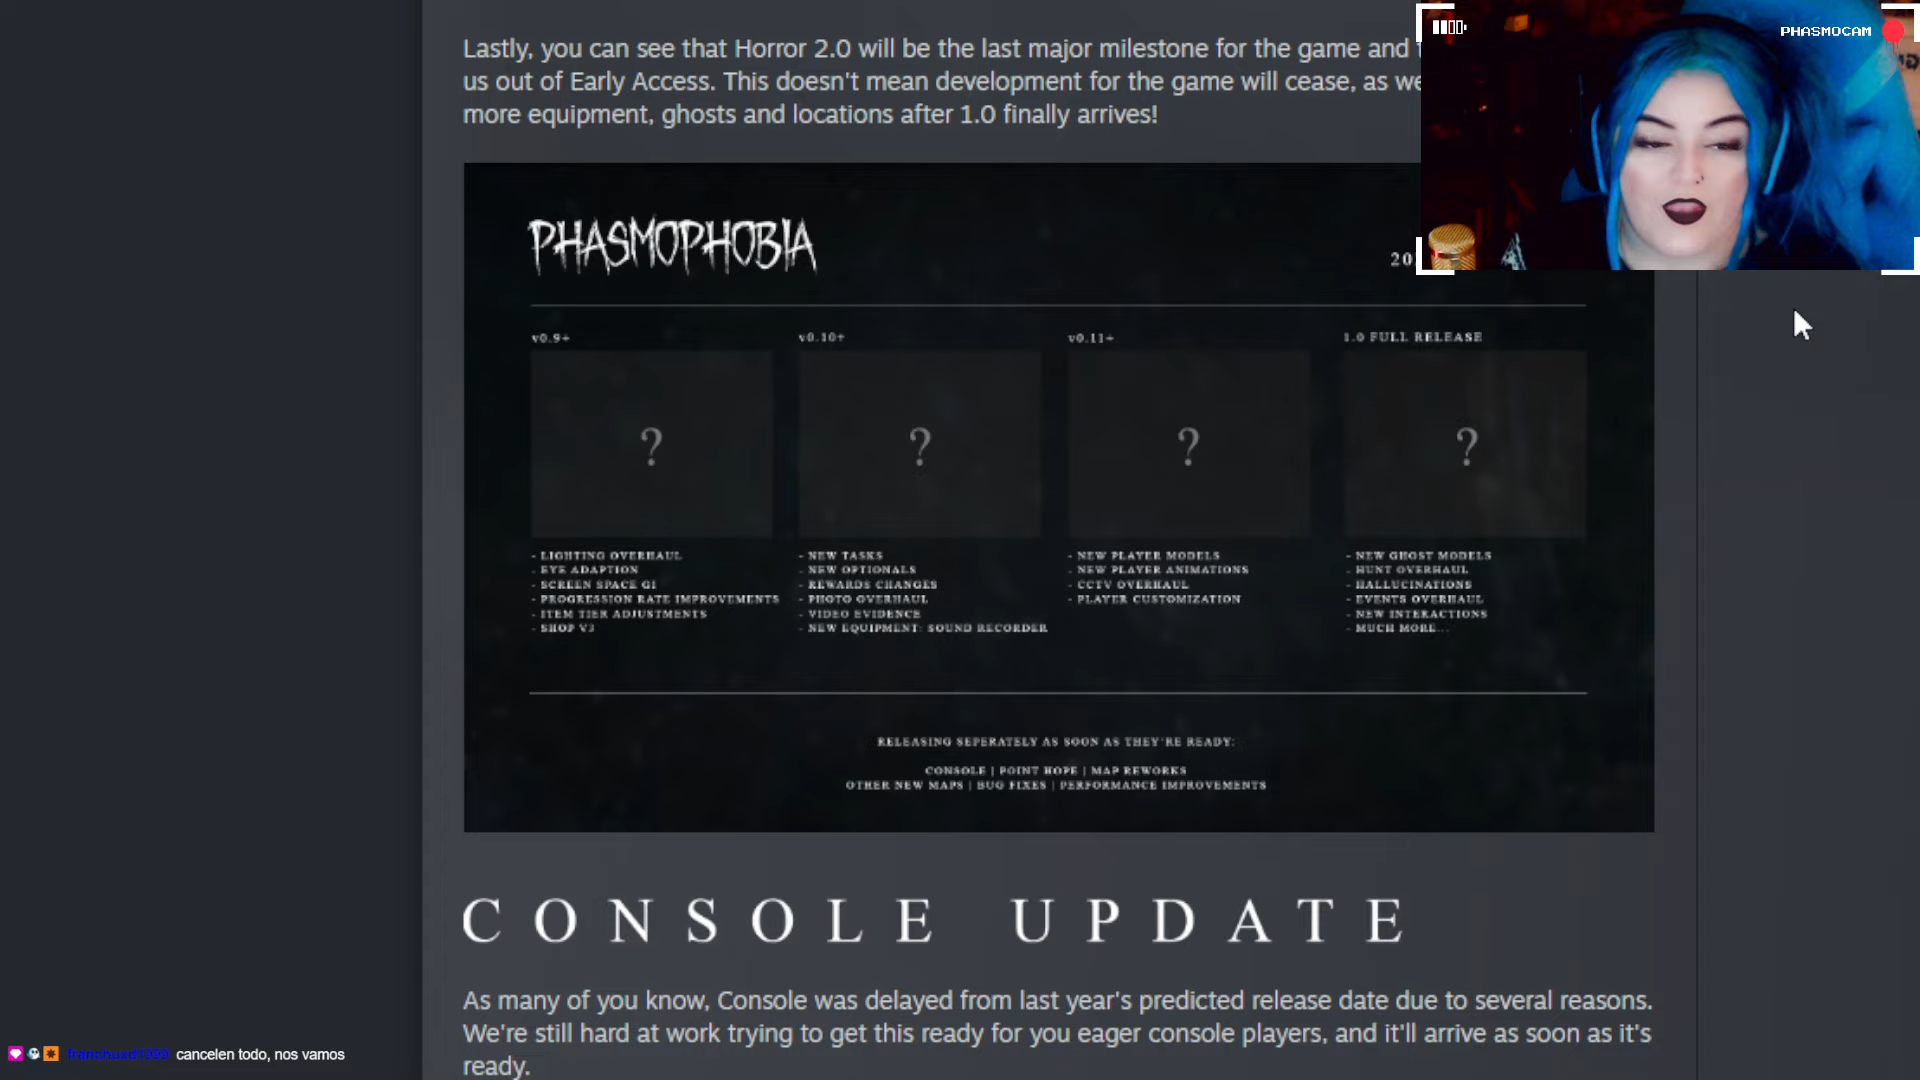 Lastly, you can see that Horror 2.0 will be the last major milestone for the game and
us out of Early Access. This doesn't mean development for the game will cease, as
more equipment, ghosts and locations after 1.0 finally arrives!
PHASMOCAM
PHASMOPHOBIA
v0.9+
v0.10+
v0.11+
1.0 FULL RELEASE
?
?
?
?
- LIGHTING OVERHAUL
- EYE ADAPTION
- SCREEN SPACE GI
- PROGRESSION RATE IMPROVEMENTS
- ITEM TIER ADJUSTMENTS
- SHOP V3
- NEW TASKS
- NEW OPTIONALS
- REWARDS CHANGES
- PHOTO OVERHAUL
- VIDEO EVIDENCE
- NEW EQUIPMENT: SOUND RECORDER
- NEW PLAYER MODELS
- NEW PLAYER ANIMATIONS
- CCTV OVERHAUL
- PLAYER CUSTOMIZATION
- NEW GHOST MODELS
- HUNT OVERHAUL
- HALLUCINATIONS
- EVENTS OVERHAUL
- NEW INTERACTIONS
- MUCH MORE...
RELEASING SEPERATELY AS SOON AS THEY'RE READY:
CONSOLE | POINT HOPE | MAP REWORKS
OTHER NEW MAPS | BUG FIXES | PERFORMANCE IMPROVEMENTS
CONSOLE UPDATE
As many of you know, Console was delayed from last year's predicted release date due to several reasons.
We're still hard at work trying to get this ready for you eager console players, and it'll arrive as soon as it's
ready.
cancelen todo, nos vamos